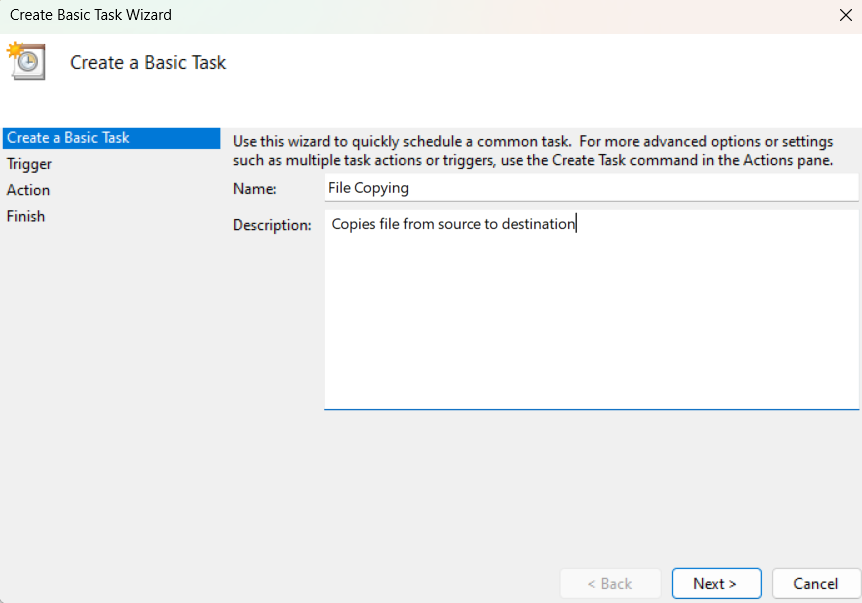 Create Basic Task Wizard
Create a Basic Task
Create a Basic Task
Trigger
Action
Finish
Use this wizard to quickly schedule a common task.  For more advanced options or settings
such as multiple task actions or triggers, use the Create Task command in the Actions pane.
Name: File Copying
Description: Copies file from source to destination
< Back Next > Cancel